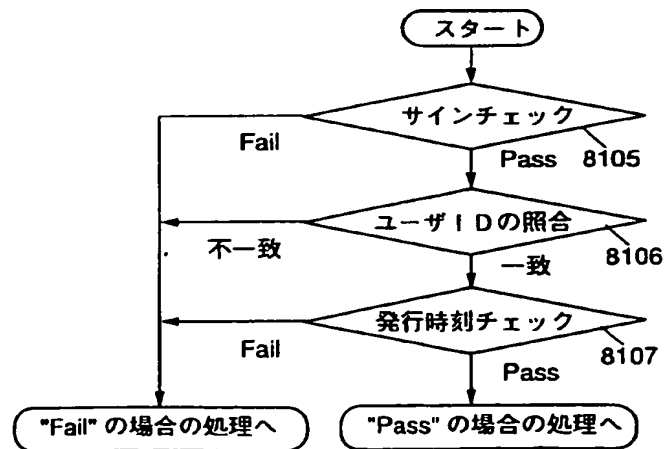 スタート
サインチェック
Fail
Pass
8105
ユーザIDの照合
不一致
一致
8106
発行時刻チェック
Fail
Pass
8107
"Fail" の場合の処理へ
"Pass" の場合の処理へ